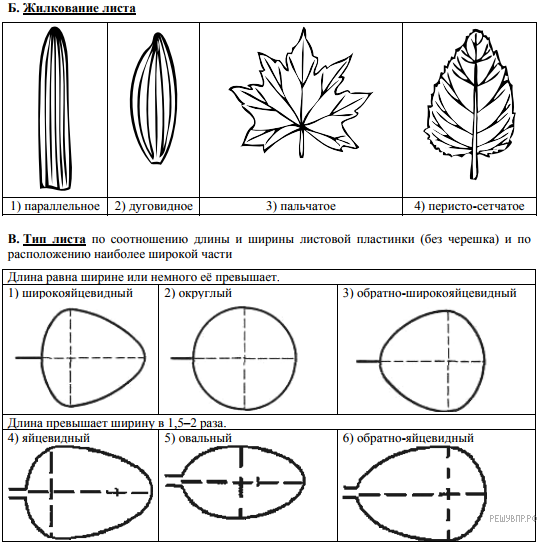 Б. Жилкование листа
1) параллельное 2) дуговидное 3) пальчатое 4) перисто-сетчатое
В. Тип листа по соотношению длины и ширины листовой пластинки (без черешка) и по
расположению наиболее широкой части
Длина равна ширине или немного её превышает.
1) широкояйцевидный 2) округлый 3) обратно-широкояйцевидный
Длина превышает ширину в 1,5–2 раза.
4) яйцевидный 5) овальный 6) обратно-яйцевидный
РЕШУВПР.РФ